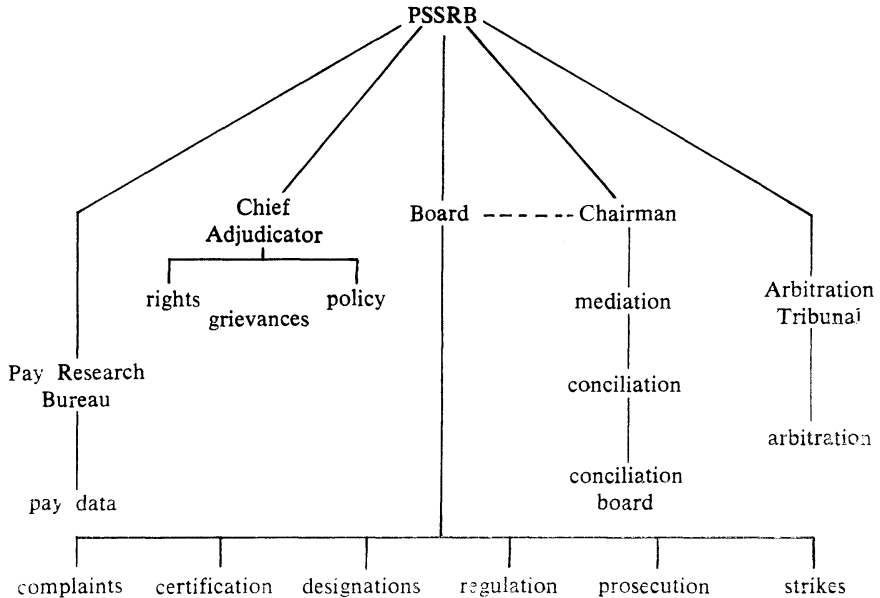 PSSRB
Chief
Adjudicator
Board
Chairman
rights
policy
grievances
mediation
Arbitration
Tribunal
Pay Research
Bureau
conciliation
arbitration
pay data
conciliation
board
complaints
certification
designations
regulation
prosecution
strikes